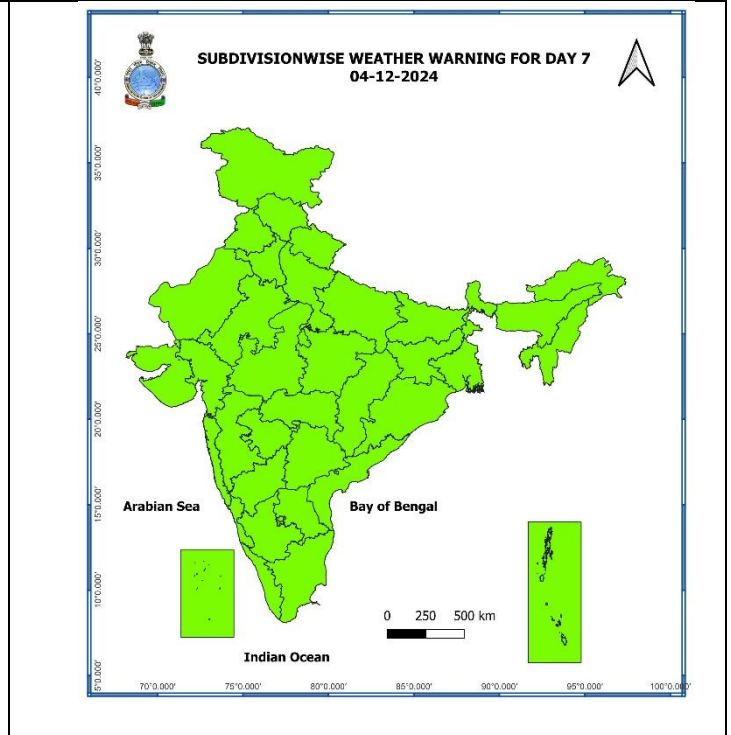 SUBDIVISIONWISE WEATHER WARNING FOR DAY 7
04-12-2024
40°0.000'
35°0.000'
30°0.000'
25°0.000'
20°0.000'
15°0.000'
10°0.000'
5°0.000'
Arabian Sea
Bay of Bengal
0 250 500 km
Indian Ocean
70°0.000' 75°0.000' 80°0.000' 85°0.000' 90°0.000' 95°0.000' 100°0.000'